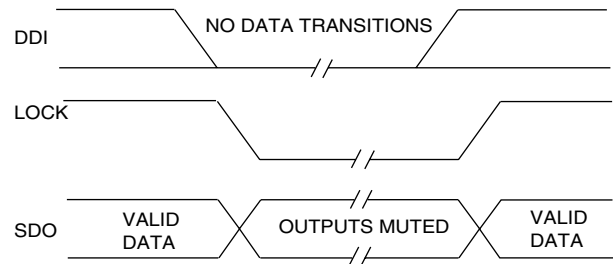 NO DATA TRANSITIONS
DDI
LOCK
SDO
VALID
DATA
OUTPUTS MUTED
VALID
DATA